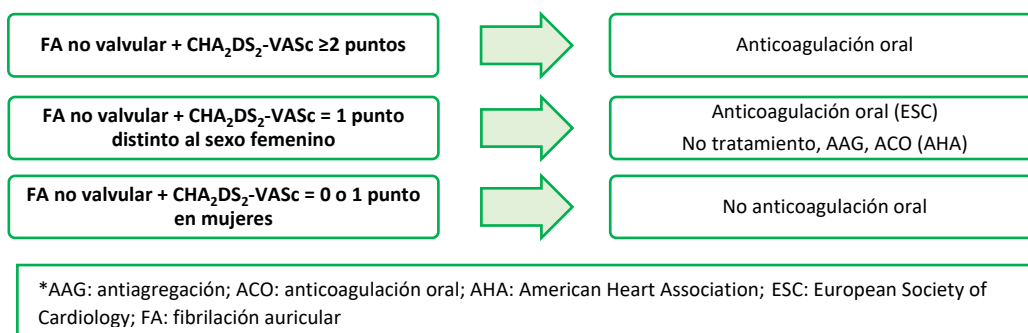 FA no valvular + CHA₂DS₂-VASc ≥2 puntos
Anticoagulación oral
FA no valvular + CHA₂DS₂-VASc = 1 punto
distinto al sexo femenino
Anticoagulación oral (ESC)
No tratamiento, AAG, ACO (AHA)
FA no valvular + CHA₂DS₂-VASc = 0 o 1 punto
en mujeres
No anticoagulación oral
*AAG: antiagregación; ACO: anticoagulación oral; AHA: American Heart Association; ESC: European Society of
Cardiology; FA: fibrilación auricular